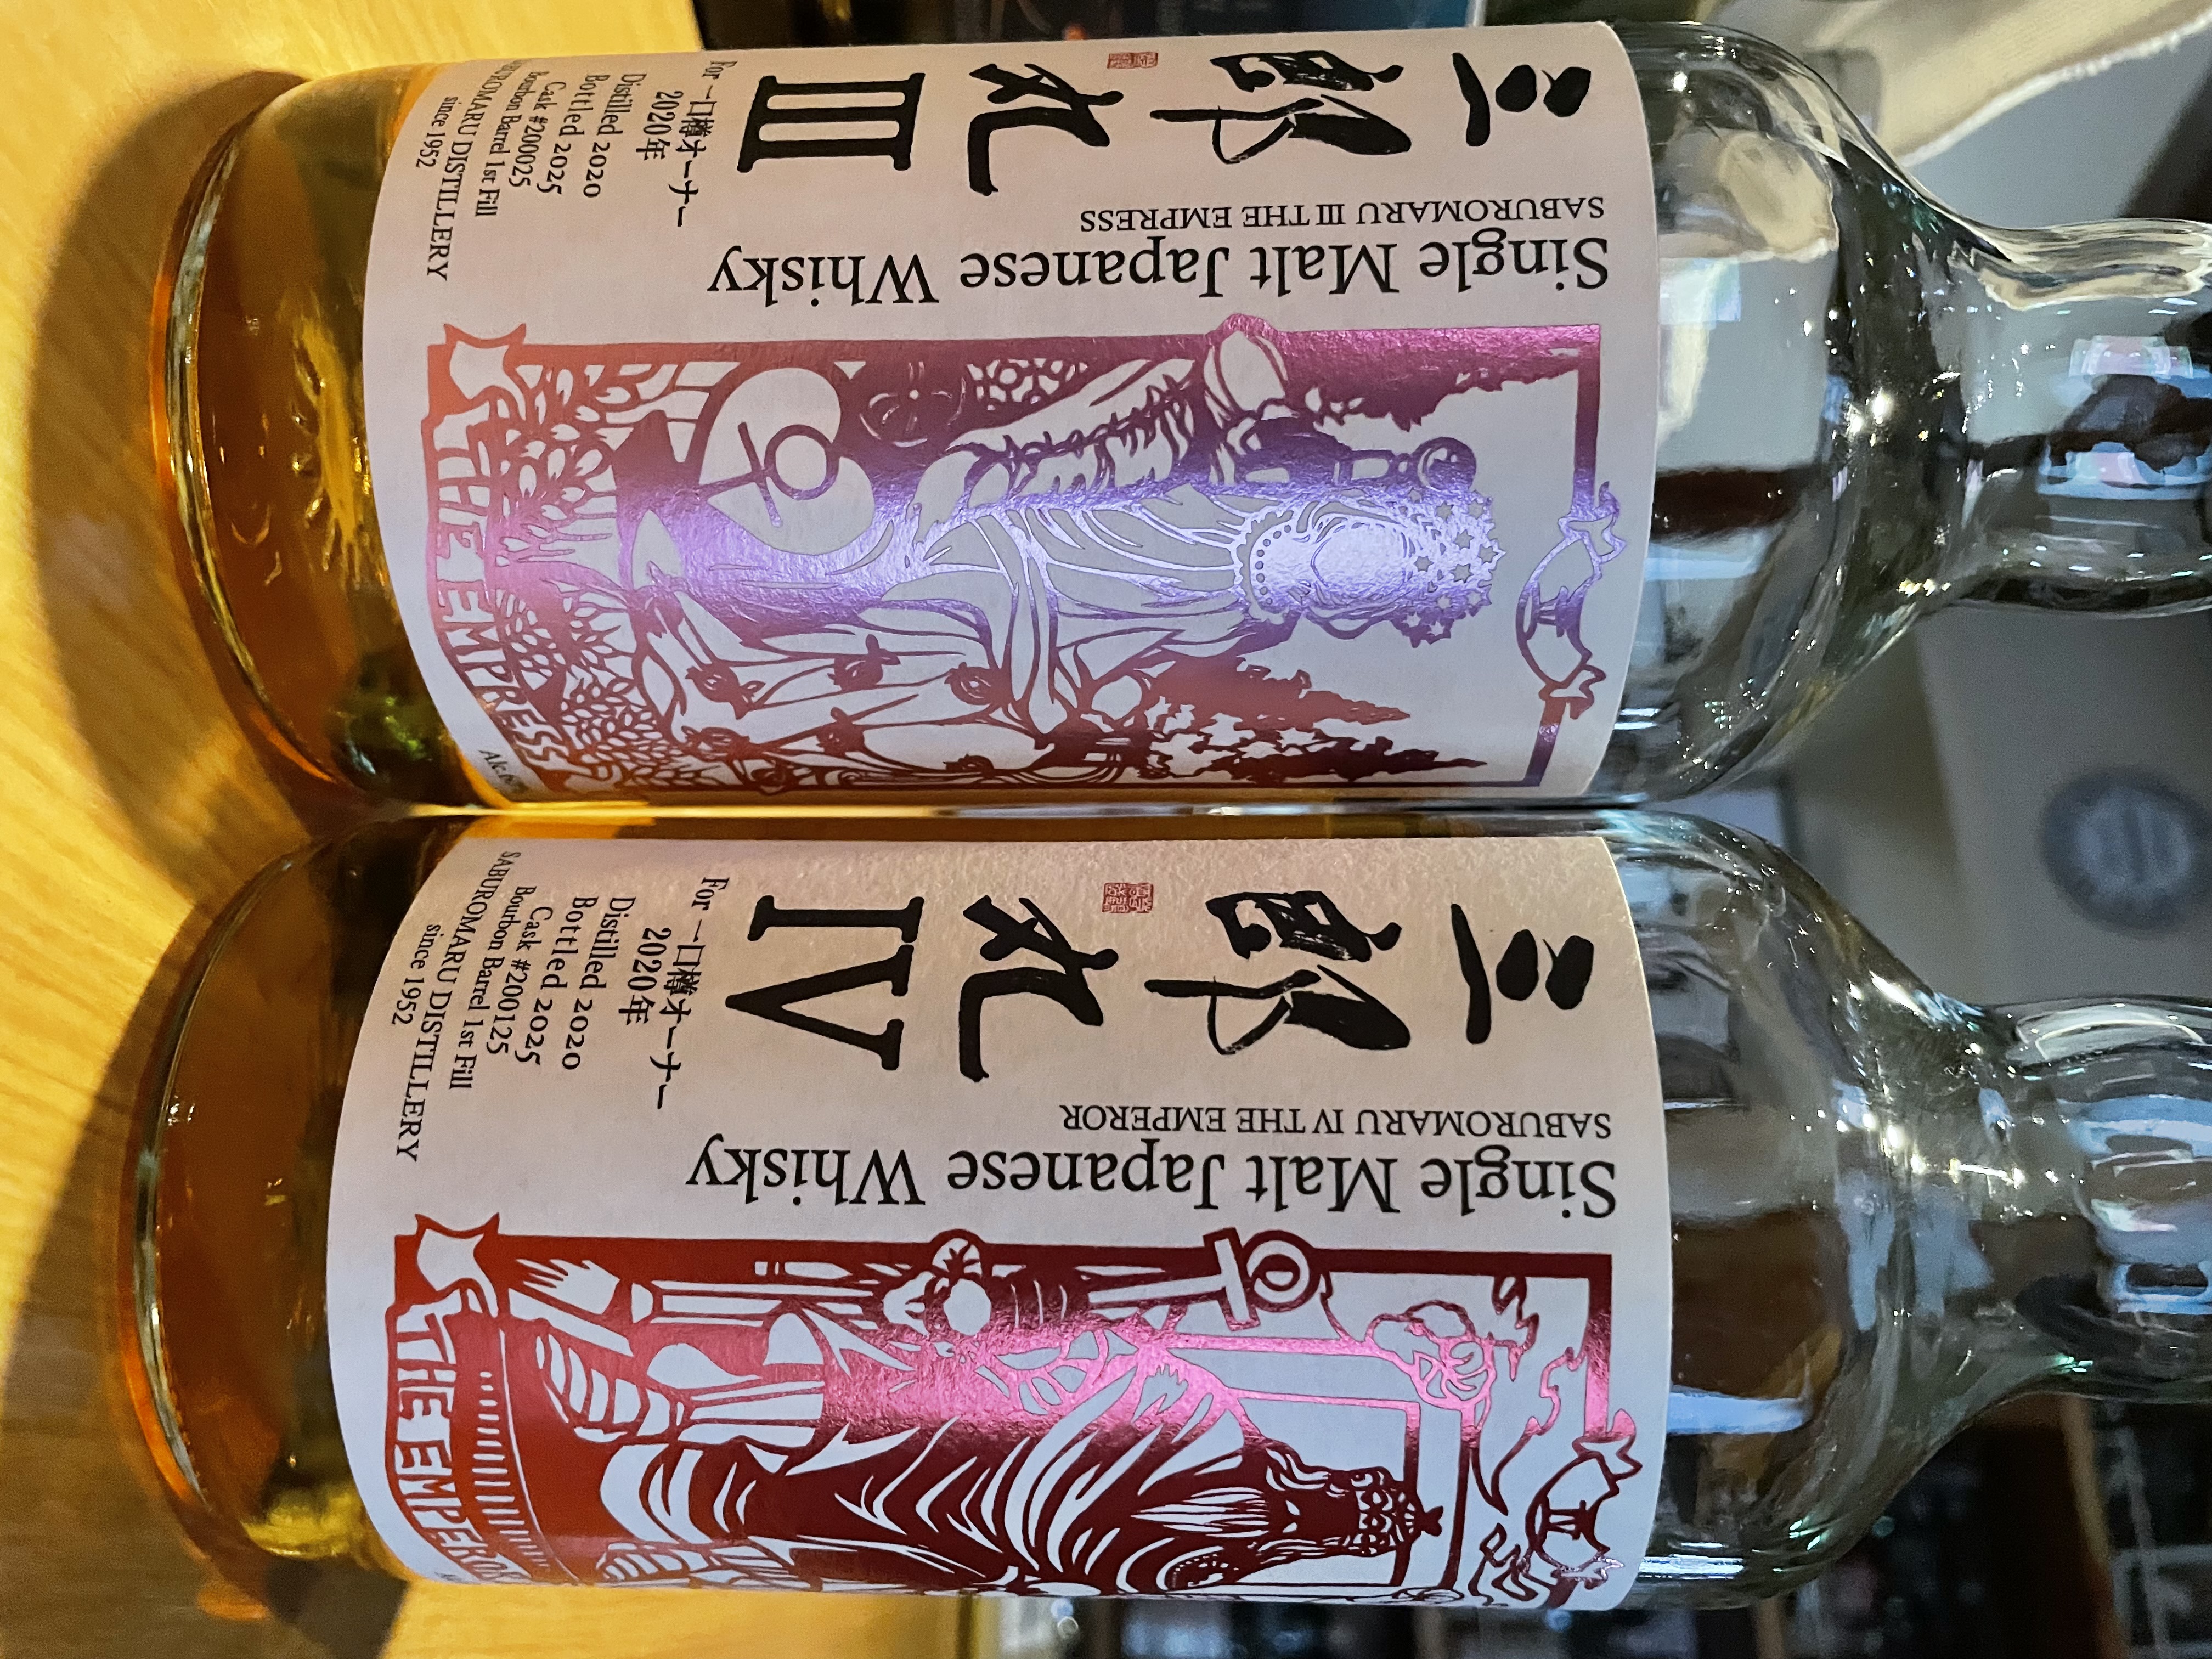 三郎丸
III
For 一口樽オーナー
2020年
Distilled 2020
Bottled 2025
Cask #200025
Bourbon Barrel 1st Fill
SABUROMARU DISTILLERY
since 1952
SABUROMARU III THE EMPRESS
Single Malt Japanese Whisky
THE EMPRESS
Alc.
三郎丸
IV
For 一口樽オーナー
2020年
Distilled 2020
Bottled 2025
Cask #200125
Bourbon Barrel 1st Fill
SABUROMARU DISTILLERY
since 1952
SABUROMARU IV THE EMPEROR
Single Malt Japanese Whisky
THE EMPEROR